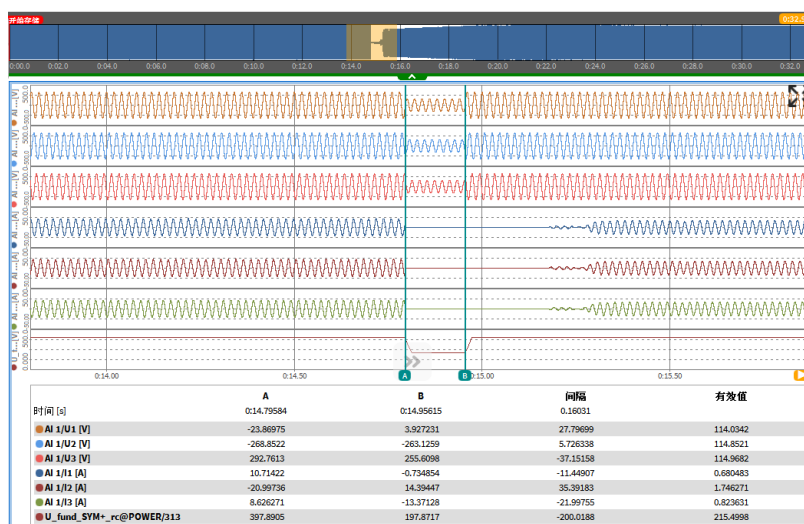 开始存储
0:32.9
0:00.0 0:02.0 0:04.0 0:06.0 0:08.0 0:10.0 0:12.0 0:14.0 0:16.0 0:18.0 0:20.0 0:22.0 0:24.0 0:26.0 0:28.0 0:30.0 0:32.0
0:14.00 0:14.50 0:15.00 0:15.50
A B
A B 间隔 有效值
时间 [s] 0:14.79584 0:14.95615 0.16031
AI 1/U1 [V] -23.86975 3.927231 27.79699 114.0342
AI 1/U2 [V] -268.8522 -263.1259 5.726338 114.8521
AI 1/U3 [V] 292.7613 255.6098 -37.15158 114.9682
AI 1/I1 [A] 10.71422 -0.734854 -11.44907 0.680483
AI 1/I2 [A] -20.99736 14.39447 35.39183 1.746271
AI 1/I3 [A] 8.626271 -13.37128 -21.99755 0.823631
U_fund_SYM+_rc@POWER/313 397.8905 197.8717 -200.0188 215.4998